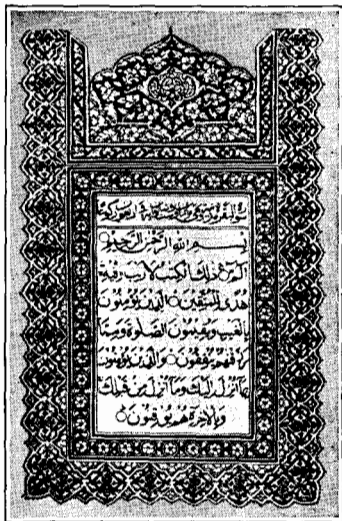 بسم الله الرحمن الرحيم
الم ذلك الكتب لا ريب فيه
هدى للمتقين الذين يؤمنون
بالغيب ويقيمون الصلوة ومما
رزقنهم ينفقون والذين يؤمنون
بما أنزل إليك وما أنزل من قبلك
وبالآخرة هم يوقنون